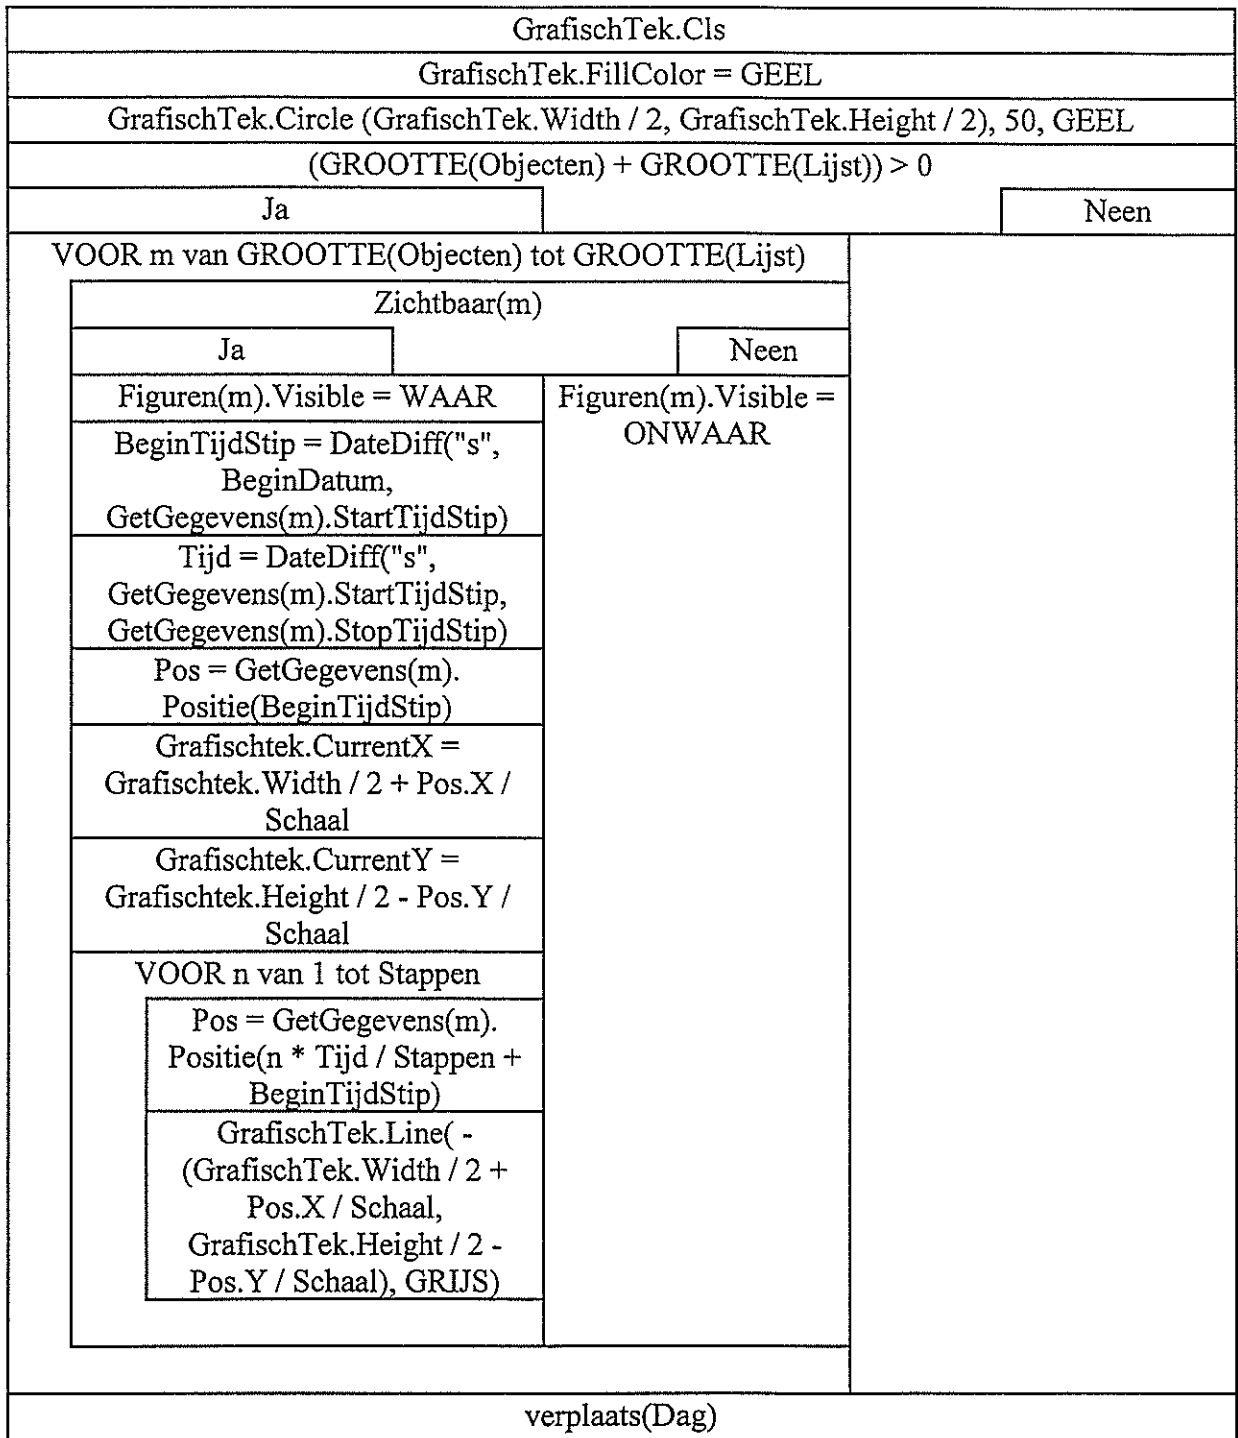 GrafischTek.Cls
GrafischTek.FillColor = GEEL
GrafischTek.Circle (GrafischTek.Width / 2, GrafischTek.Height / 2), 50, GEEL
(GROOTTE(Objecten) + GROOTTE(Lijst)) > 0
Ja
Neen
VOOR m van GROOTTE(Objecten) tot GROOTTE(Lijst)
Zichtbaar(m)
Ja
Neen
Figuren(m).Visible = WAAR
BeginTijdStip = DateDiff("s",
BeginDatum,
GetGegevens(m).StartTijdStip)
Tijd = DateDiff("s",
GetGegevens(m).StartTijdStip,
GetGegevens(m).StopTijdStip)
Pos = GetGegevens(m).
Positie(BeginTijdStip)
Grafischtek.CurrentX =
Grafischtek.Width / 2 + Pos.X /
Schaal
Grafischtek.CurrentY =
Grafischtek.Height / 2 - Pos.Y /
Schaal
VOOR n van 1 tot Stappen
Pos = GetGegevens(m).
Positie(n * Tijd / Stappen +
BeginTijdStip)
GrafischTek.Line( -
(GrafischTek.Width / 2 +
Pos.X / Schaal,
GrafischTek.Height / 2 -
Pos.Y / Schaal), GRIJS)
Figuren(m).Visible =
ONWAAR
verplaats(Dag)